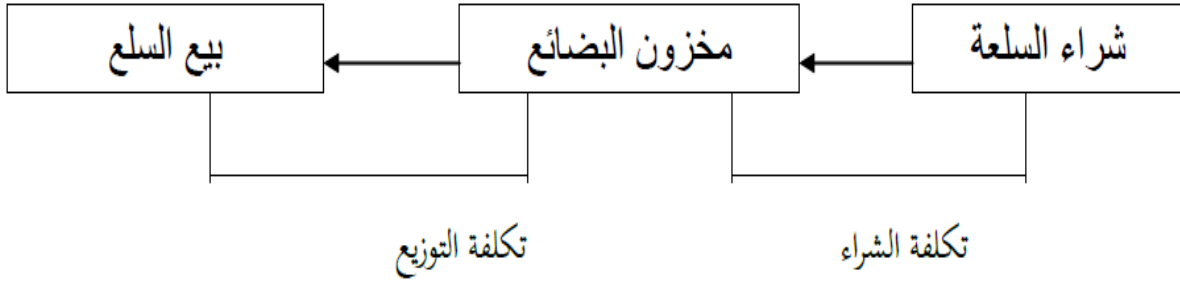 شراء السلعة
مخزون البضائع
بيع السلع
تكلفة الشراء
تكلفة التوزيع